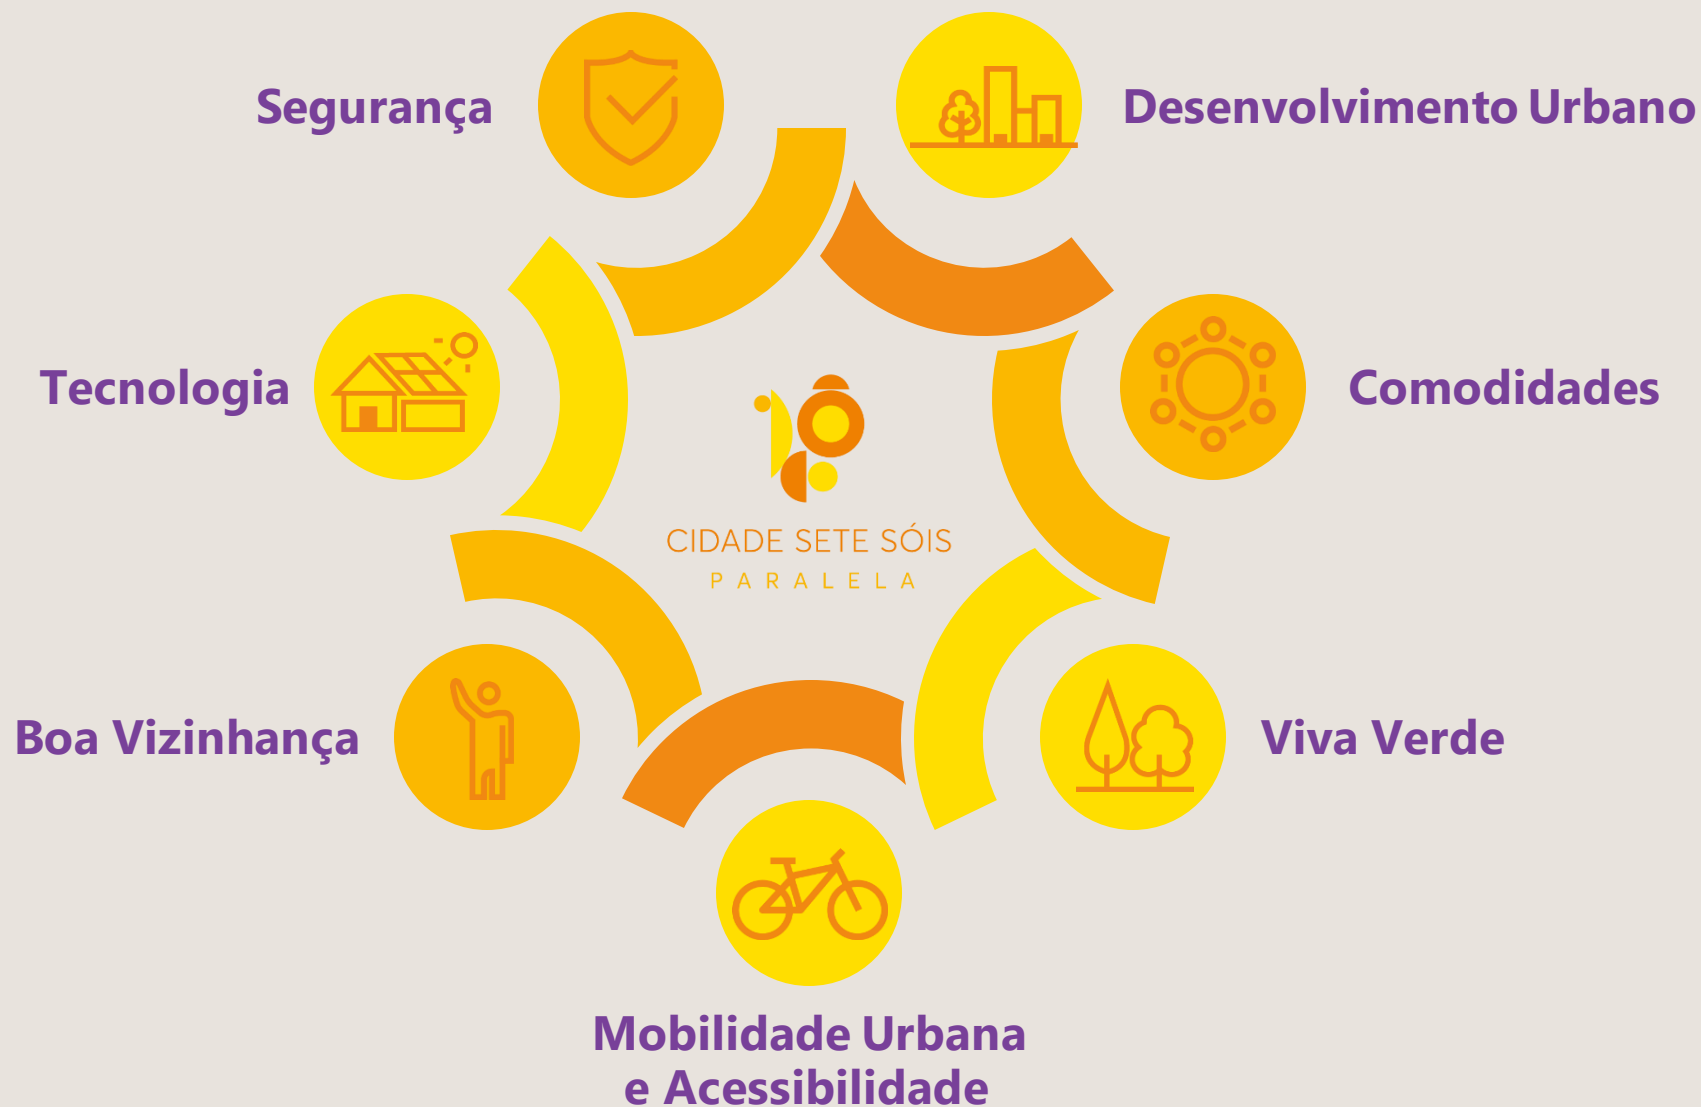 Segurança
Desenvolvimento Urbano
Tecnologia
Comodidades
CIDADE SETE SÓIS
PARALELA
Boa Vizinhança
Viva Verde
Mobilidade Urbana
e Acessibilidade